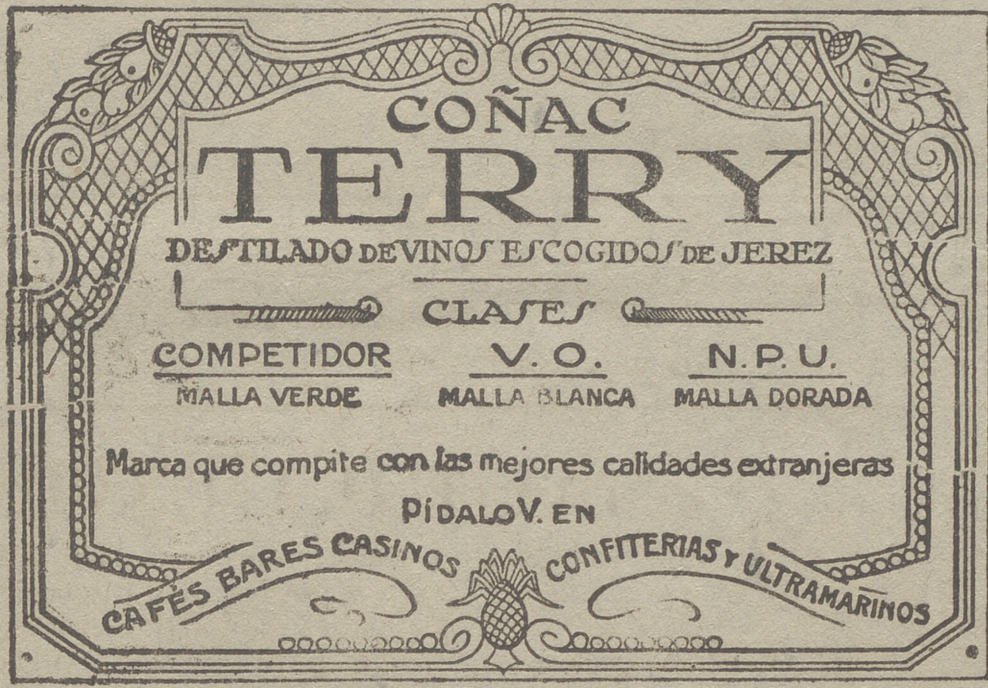 COÑAC
TERRY
DESTILADO DE VINOS ESCOGIDOS DE JEREZ
CLASES
COMPETIDOR V. O. N. P. U.
MALLA VERDE MALLA BLANCA MALLA DORADA
Marca que compite con las mejores calidades extranjeras
PÍDALO V. EN
CAFÉS BARES CASINOS CONFITERIAS Y ULTRAMARINOS